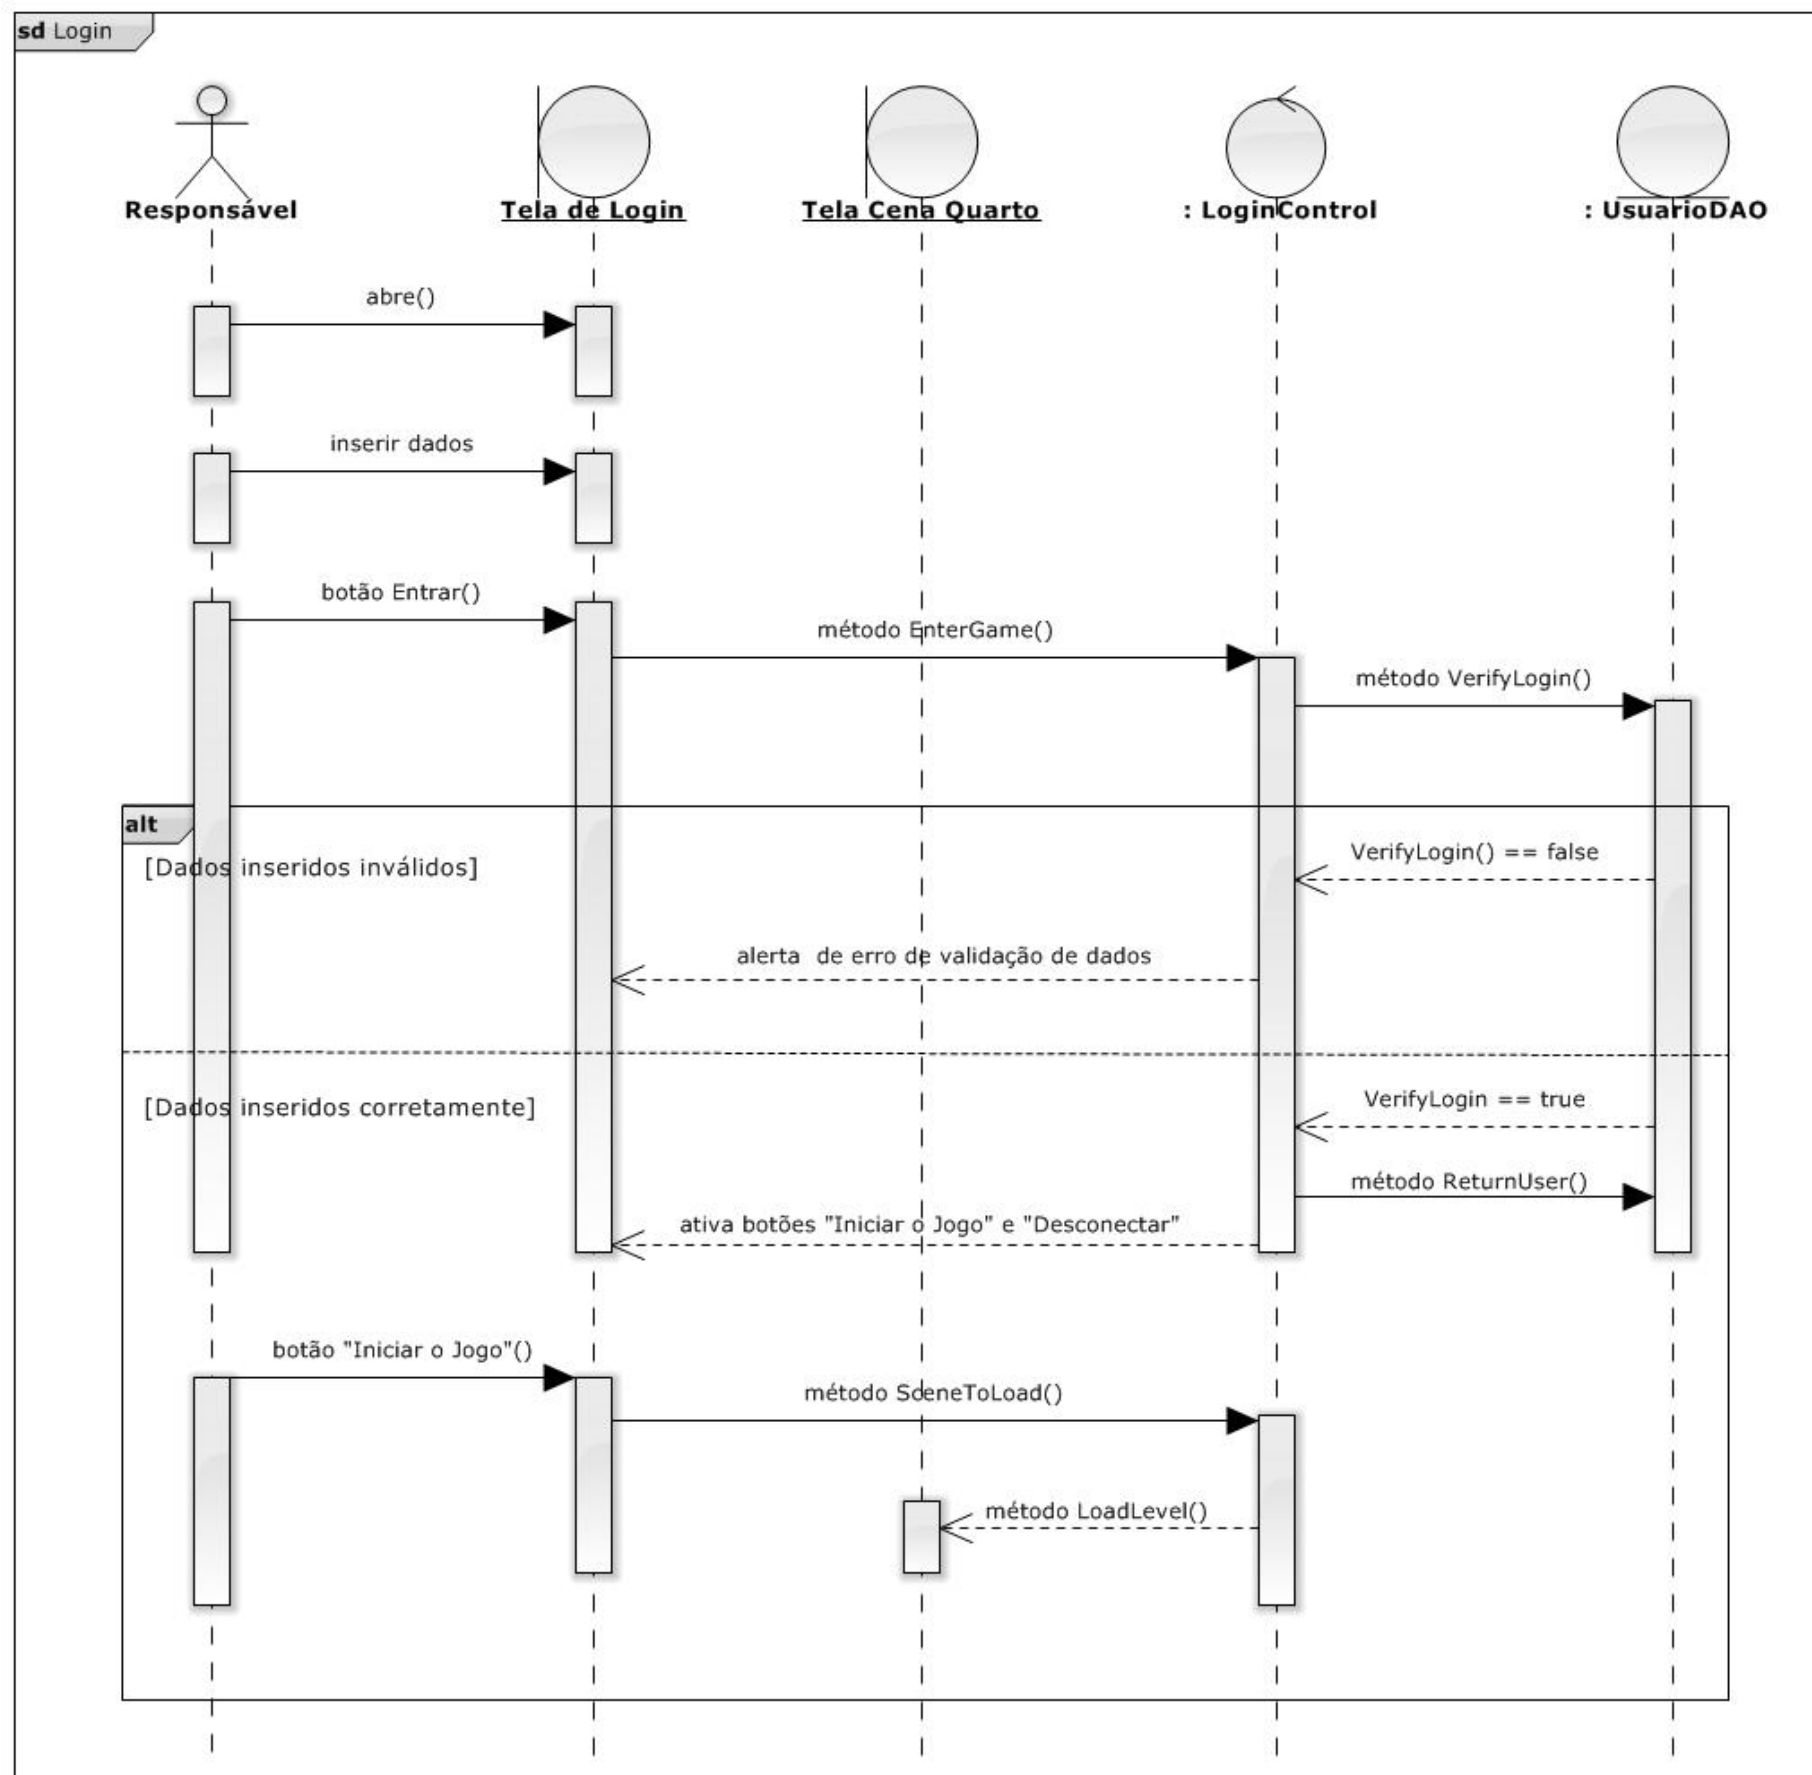 sd Login
Responsável
Tela de Login
Tela Cena Quarto
: LoginControl
: UsuarioDAO
abre()
inserir dados
botão Entrar()
método EnterGame()
método VerifyLogin()
alt
[Dados inseridos inválidos]
VerifyLogin() == false
alerta  de erro de validação de dados
[Dados inseridos corretamente]
VerifyLogin == true
método ReturnUser()
ativa botões "Iniciar o Jogo" e "Desconectar"
botão "Iniciar o Jogo"()
método SceneToLoad()
método LoadLevel()